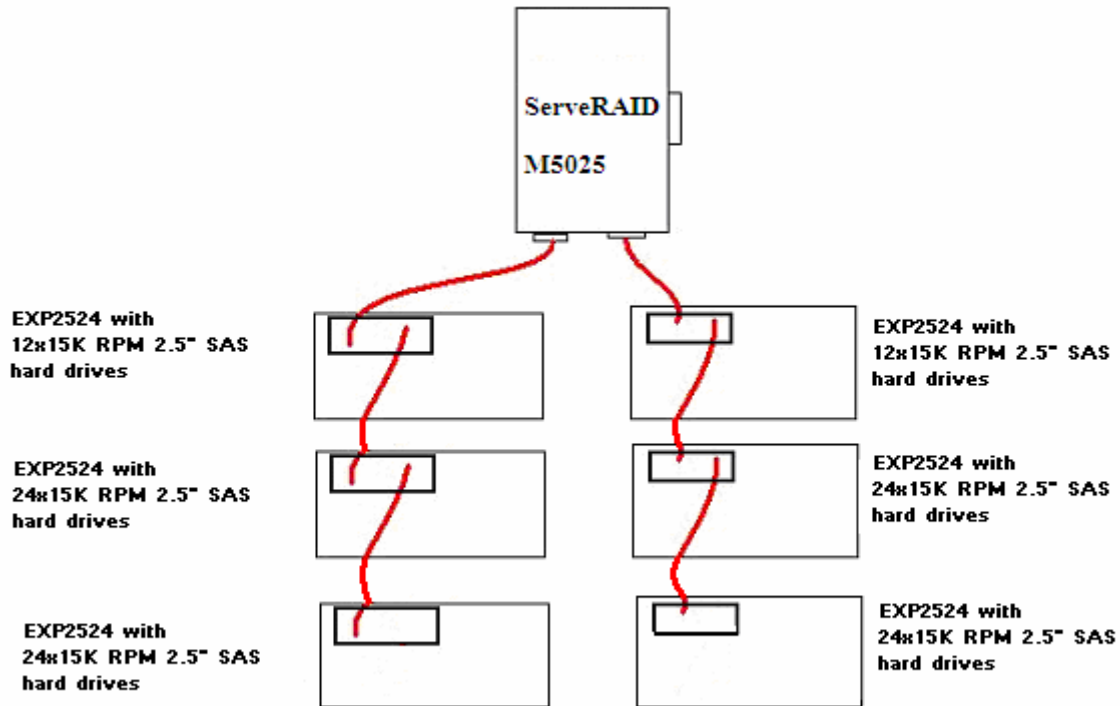 ServeRAID
M5025
EXP2524 with
12x15K RPM 2.5" SAS
hard drives
EXP2524 with
12x15K RPM 2.5" SAS
hard drives
EXP2524 with
24x15K RPM 2.5" SAS
hard drives
EXP2524 with
24x15K RPM 2.5" SAS
hard drives
EXP2524 with
24x15K RPM 2.5" SAS
hard drives
EXP2524 with
24x15K RPM 2.5" SAS
hard drives